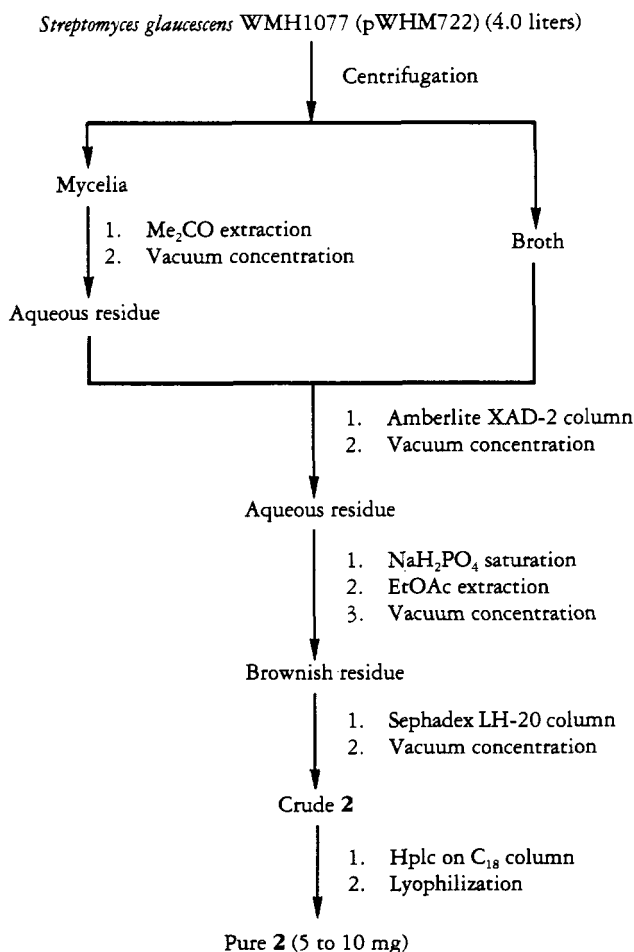 Streptomyces glaucescens WMH1077 (pWHM722) (4.0 liters)
Centrifugation
Mycelia
1. Me₂CO extraction
2. Vacuum concentration
Broth
Aqueous residue
1. Amberlite XAD-2 column
2. Vacuum concentration
Aqueous residue
1. NaH₂PO₄ saturation
2. EtOAc extraction
3. Vacuum concentration
Brownish residue
1. Sephadex LH-20 column
2. Vacuum concentration
Crude 2
1. Hplc on C₁₈ column
2. Lyophilization
Pure 2 (5 to 10 mg)